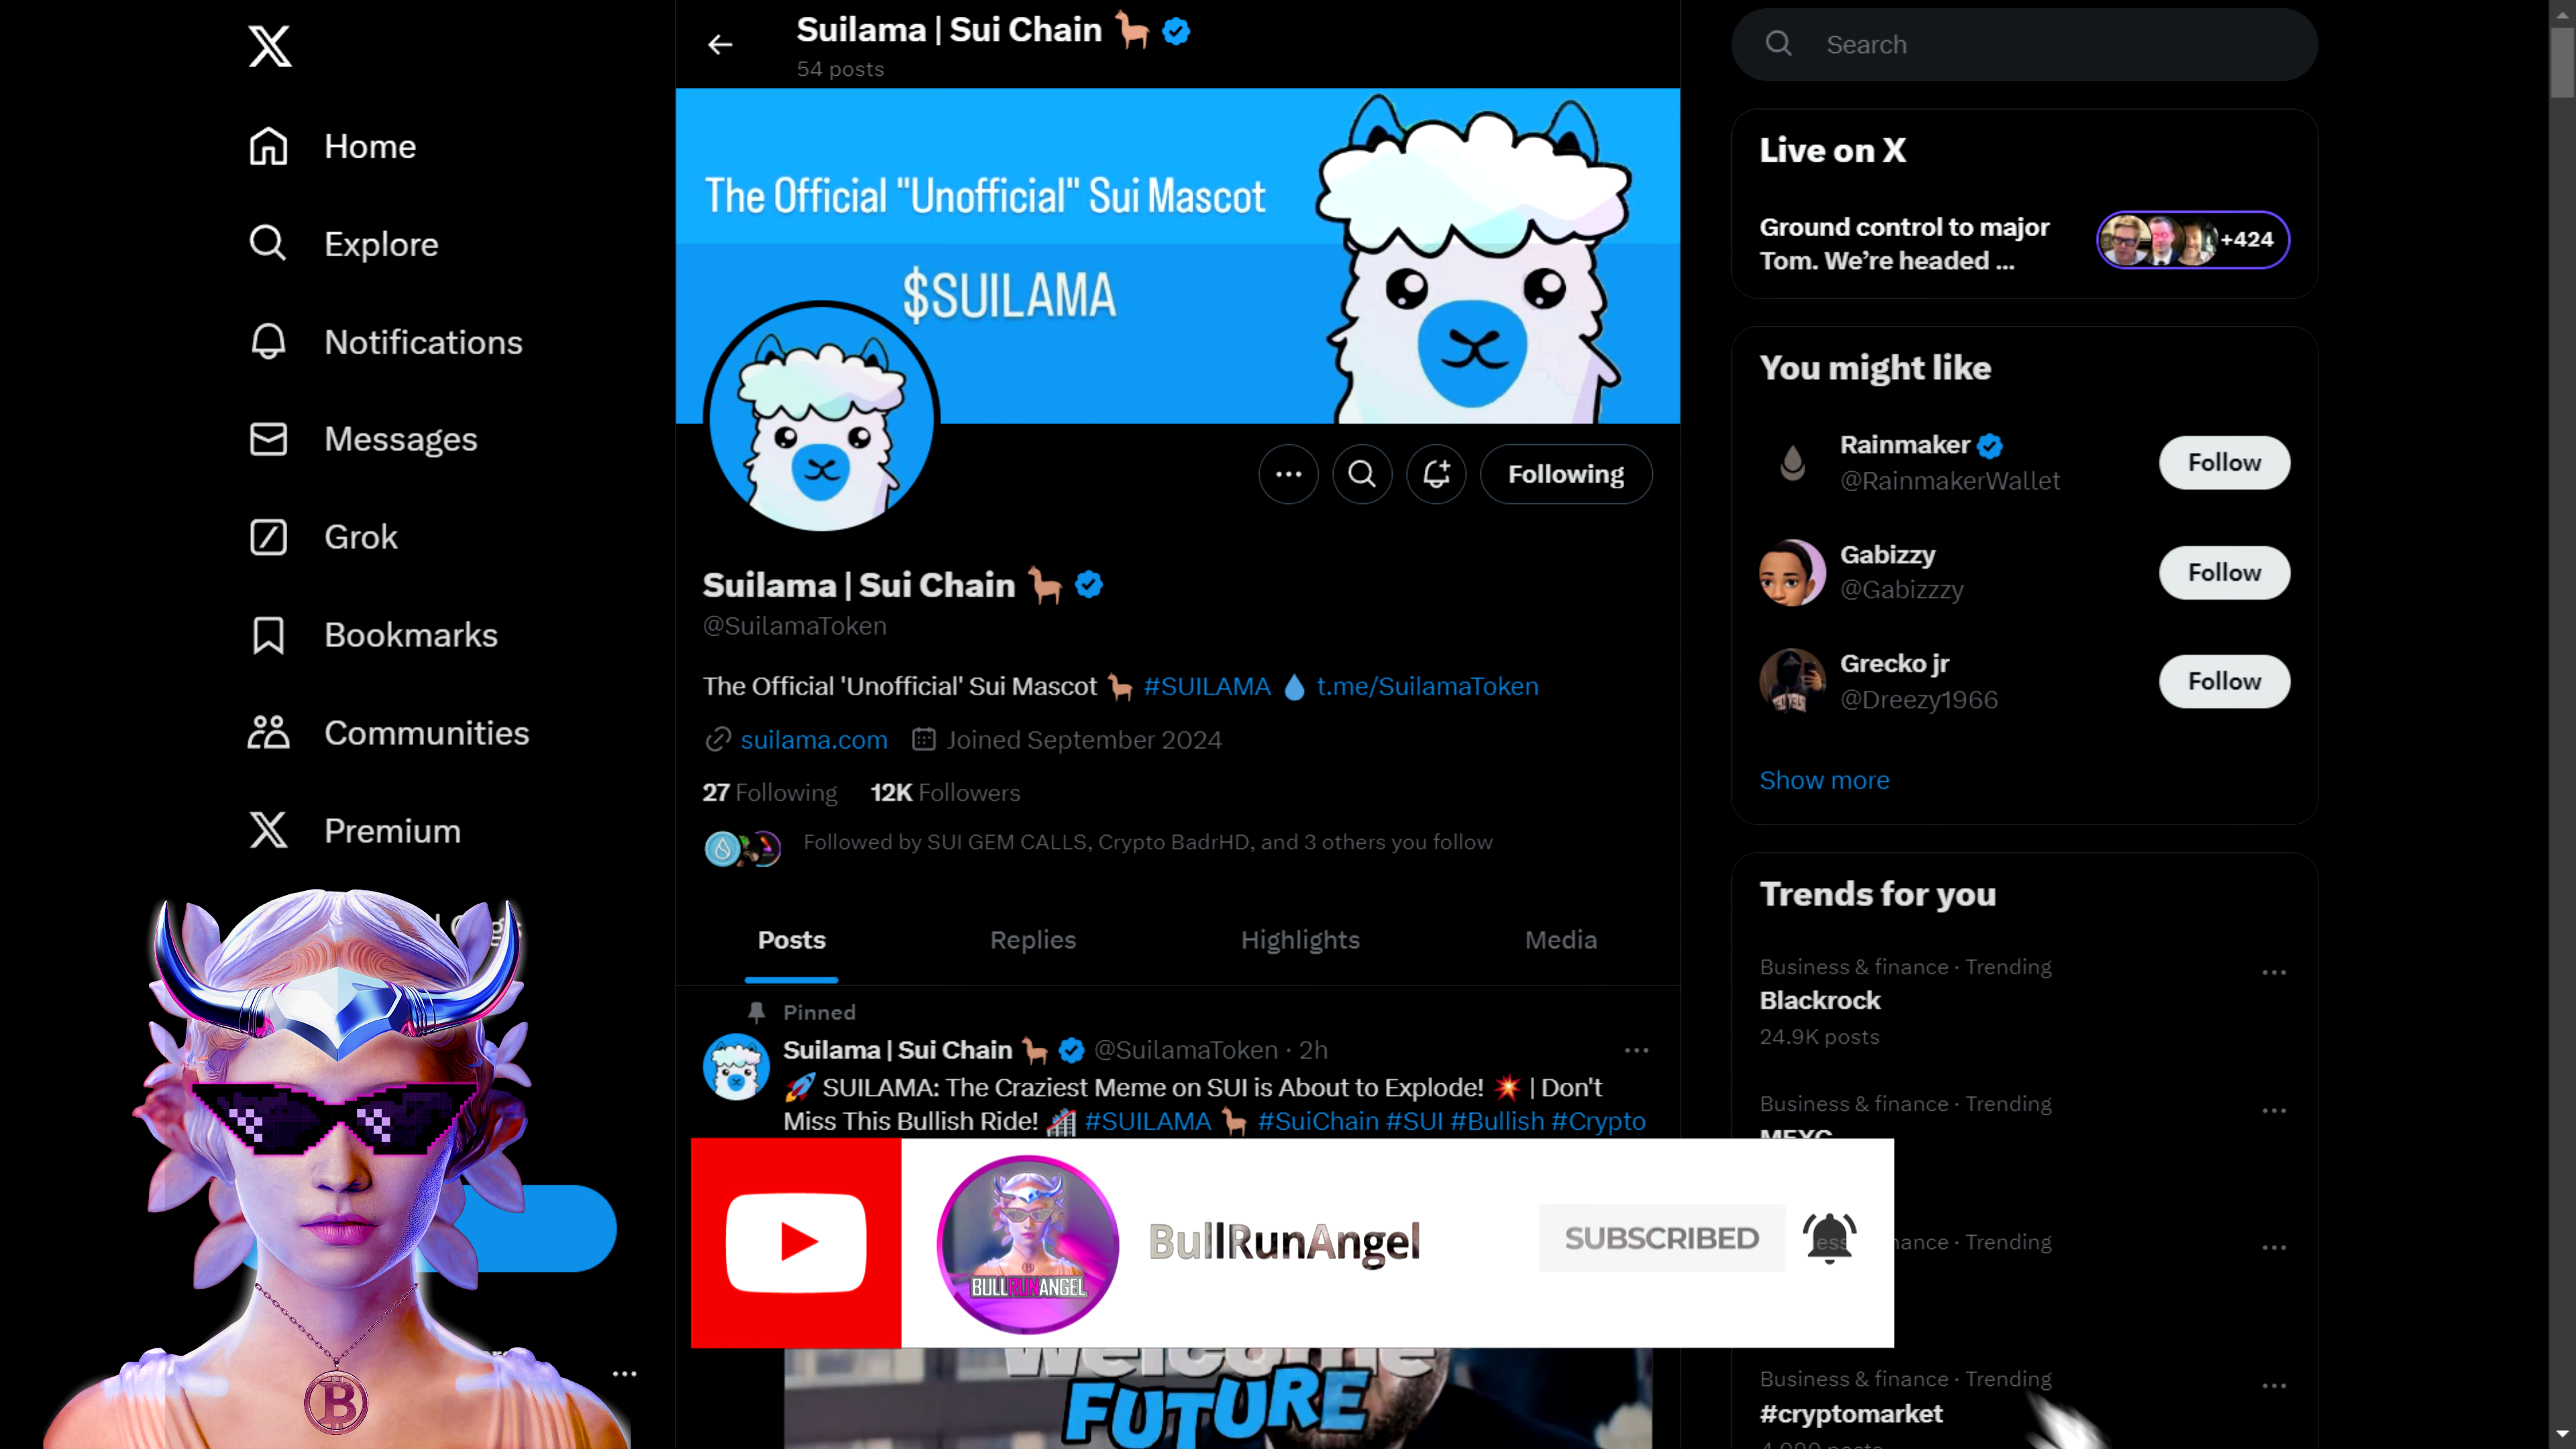 Home
Explore
Notifications
Messages
Grok
Bookmarks
Communities
Premium
Suilama | Sui Chain 🦙
54 posts
The Official "Unofficial" Sui Mascot
$SUILAMA
Following
Suilama | Sui Chain 🦙
@SuilamaToken
The Official 'Unofficial' Sui Mascot 🦙 #SUILAMA 💧 t.me/SuilamaToken
suilama.com Joined September 2024
27 Following 12K Followers
Followed by SUI GEM CALLS, Crypto BadrHD, and 3 others you follow
Posts Replies Highlights Media
Pinned
Suilama | Sui Chain 🦙 @SuilamaToken · 2h
🚀 SUILAMA: The Craziest Meme on SUI is About to Explode! 💥 | Don't
Miss This Bullish Ride! 🎢 #SUILAMA 🦙 #SuiChain #SUI #Bullish #Crypto
BULLRUNANGEL
BullRunAngel
SUBSCRIBED
Welcome
FUTURE
Search
Live on X
Ground control to major
Tom. We're headed ...
+424
You might like
Rainmaker
@RainmakerWallet
Follow
Gabizzy
@Gabizzzy
Follow
Grecko jr
@Dreezy1966
Follow
Show more
Trends for you
Business & finance · Trending
Blackrock
24.9K posts
Business & finance · Trending
MEXC
· Trending
Business & finance · Trending
#cryptomarket